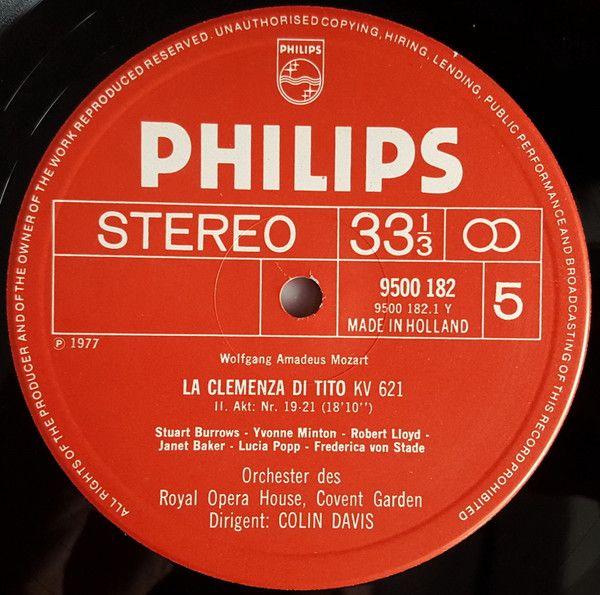 ALL RIGHTS OF THE PRODUCER AND OF THE OWNER OF THE WORK REPRODUCED RESERVED. UNAUTHORISED COPYING, HIRING, LENDING, PUBLIC PERFORMANCE AND BROADCASTING OF THIS RECORD PROHIBITED
PHILIPS
PHILIPS
STEREO 33 1/3
9500 182 5
9500 182.1 Y
MADE IN HOLLAND
℗ 1977
Wolfgang Amadeus Mozart
LA CLEMENZA DI TITO KV 621
II. Akt: Nr. 19-21 (18'10'')
Stuart Burrows - Yvonne Minton - Robert Lloyd -
Janet Baker - Lucia Popp - Frederica von Stade
Orchester des
Royal Opera House, Covent Garden
Dirigent: COLIN DAVIS